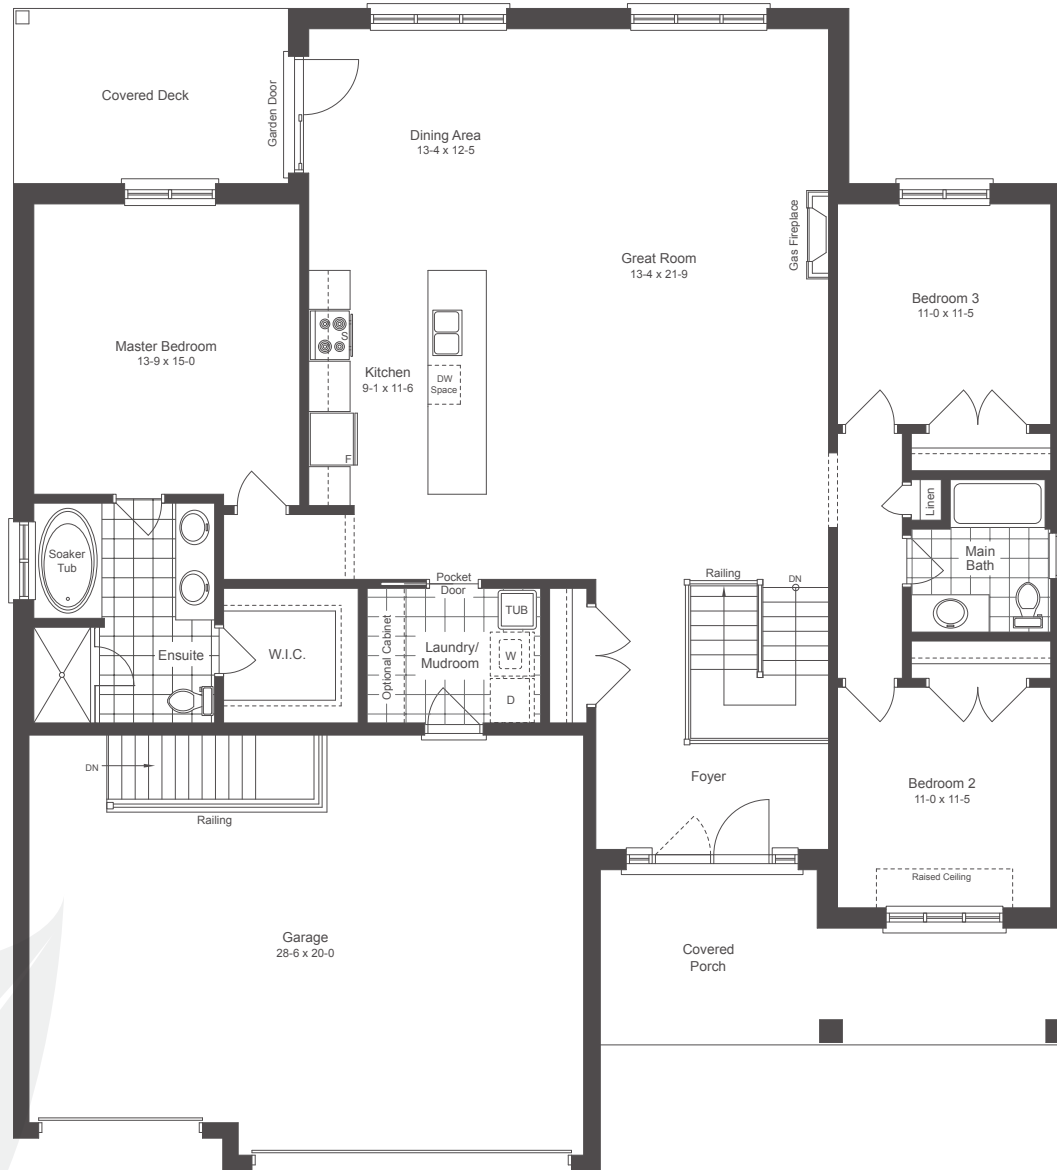 Covered Deck
Garden Door
Dining Area
13-4 x 12-5
Great Room
13-4 x 21-9
Gas Fireplace
Bedroom 3
11-0 x 11-5
Master Bedroom
13-9 x 15-0
S
Kitchen
9-1 x 11-6
DW
Space
F
Linen
Main
Bath
Soaker
Tub
Pocket
Door
Railing
DN
TUB
Optional Cabinet
Laundry/
Mudroom
W
D
Ensuite
W.I.C.
DN
Railing
Foyer
Bedroom 2
11-0 x 11-5
Raised Ceiling
Garage
28-6 x 20-0
Covered
Porch